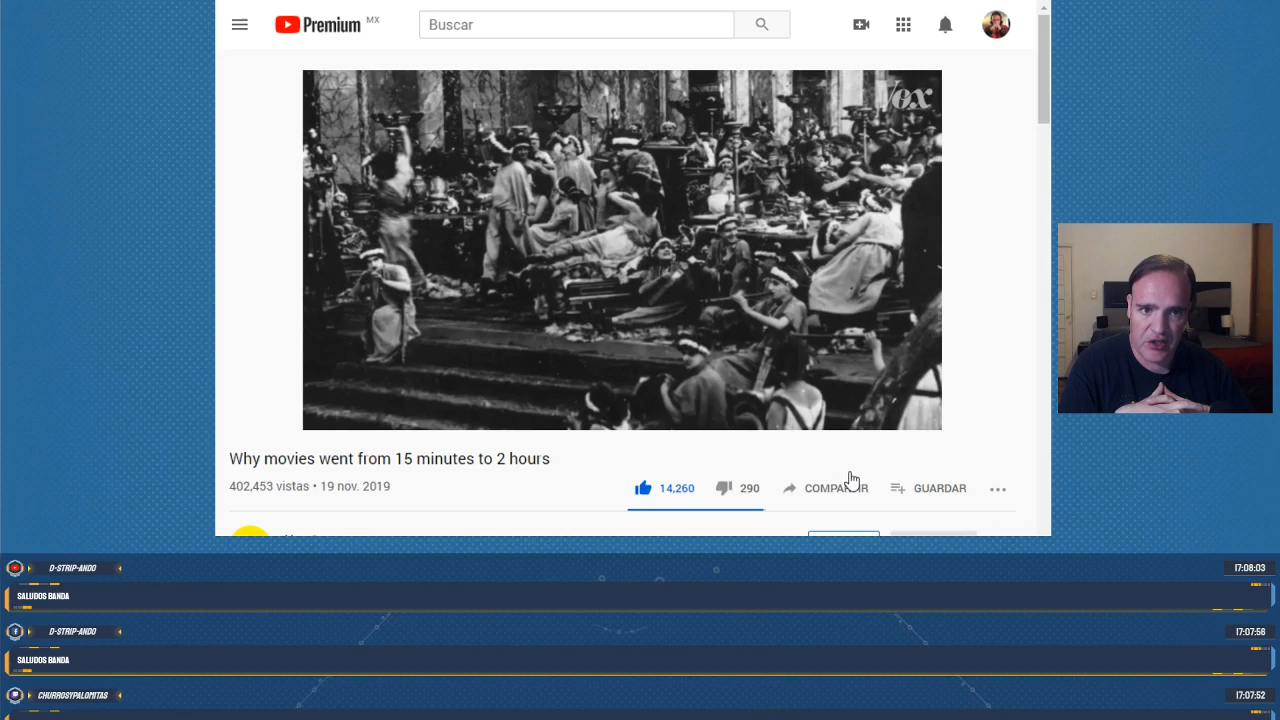 Premium MX
Buscar
Vox
Why movies went from 15 minutes to 2 hours
402,453 vistas • 19 nov. 2019
14,260
290
COMPARTIR
GUARDAR
D-STRIP-ANDO
17:08:03
SALUDOS BANDA
D-STRIP-ANDO
17:07:58
SALUDOS BANDA
CHURROSYPALOMITAS
17:07:52